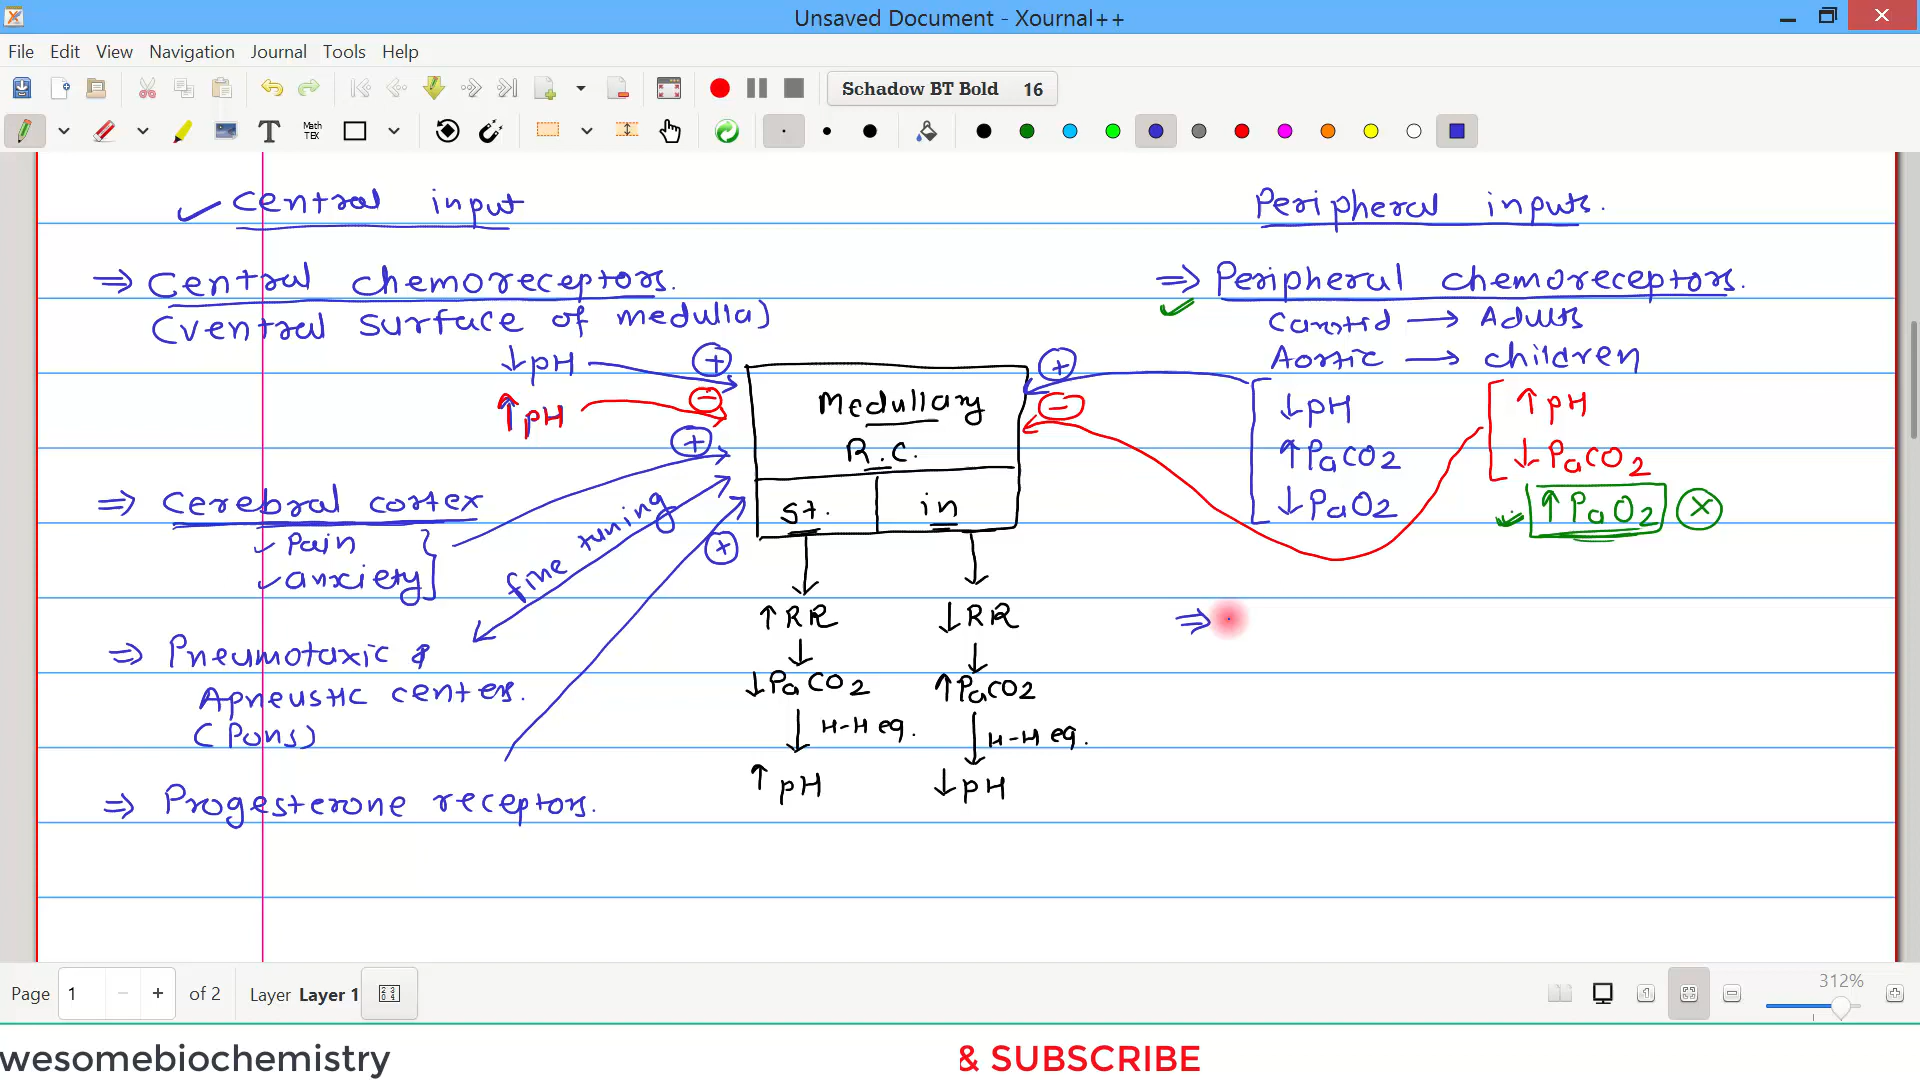 Unsaved Document - Xournal++
File Edit View Navigation Journal Tools Help
Schadow BT Bold 16
T Math TEX
✓ Central input
Peripheral inputs.
⇒ Central chemoreceptors.
(ventral surface of medulla)
↓pH
↑pH
⇒ Cerebral cortex
✓ Pain
✓ anxiety
fine tuning
⇒ Pneumotaxic &
Apneustic centers.
(Pons)
⇒ Progesterone receptors.
+
−
+
+
Medullary
R.C.
st. in
↑RR ↓RR
↓PaCO2 ↑PaCO2
H-H eq. H-H eq.
↑pH ↓pH
+
−
⇒ Peripheral chemoreceptors.
Carotid → Adults
Aortic → children
↓pH ↑pH
↑PaCO2 ↓PaCO2
↓PaO2 ↑PaO2 X
⇒
Page 1 − + of 2 Layer Layer 1
312%
wesomebiochemistry & SUBSCRIBE